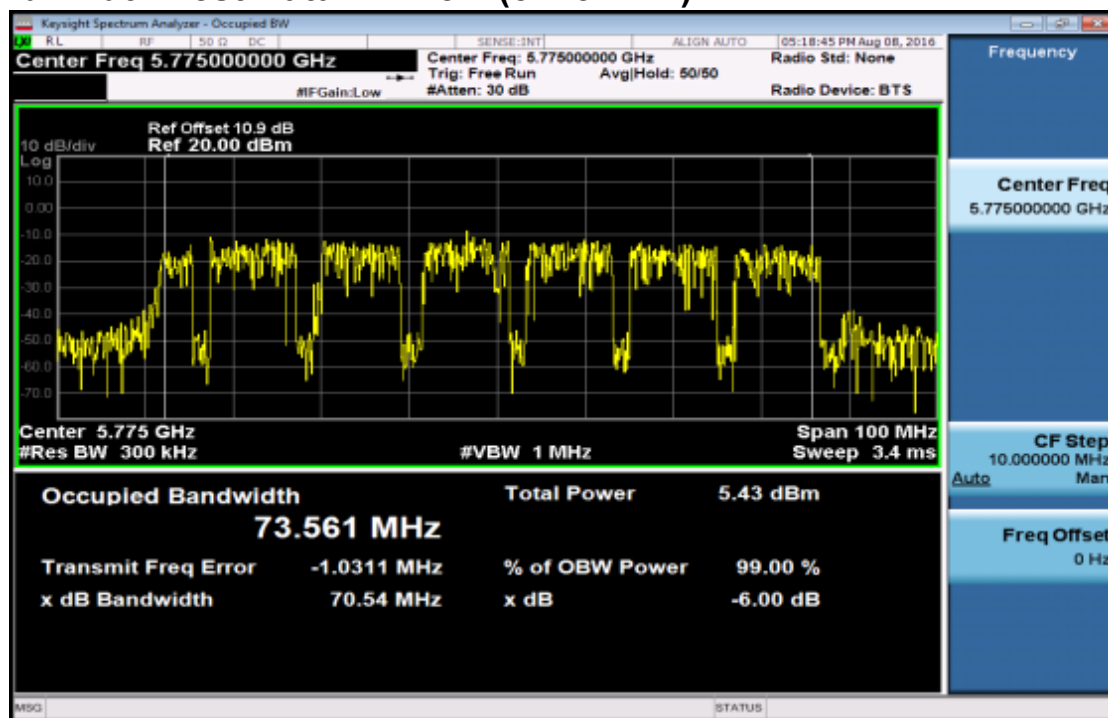 Keysight Spectrum Analyzer - Occupied BW
RL RF 50 Ω DC SENSE:INT ALIGN AUTO 05:18:45 PM Aug 08, 2016
Center Freq 5.775000000 GHz
Center Freq: 5.775000000 GHz
Radio Std: None
Trig: Free Run Avg|Hold: 50/50
#IFGain:Low #Atten: 30 dB
Radio Device: BTS
Frequency
Ref Offset 10.9 dB
10 dB/div Ref 20.00 dBm
Log
10.0
0.00
-10.0
-20.0
-30.0
-40.0
-50.0
-60.0
-70.0
Center Freq
5.775000000 GHz
Center 5.775 GHz Span 100 MHz
#Res BW 300 kHz #VBW 1 MHz Sweep 3.4 ms
CF Step
10.000000 MHz
Auto Man
Occupied Bandwidth Total Power 5.43 dBm
73.561 MHz
Transmit Freq Error -1.0311 MHz % of OBW Power 99.00 %
x dB Bandwidth 70.54 MHz x dB -6.00 dB
Freq Offset
0 Hz
MSG STATUS